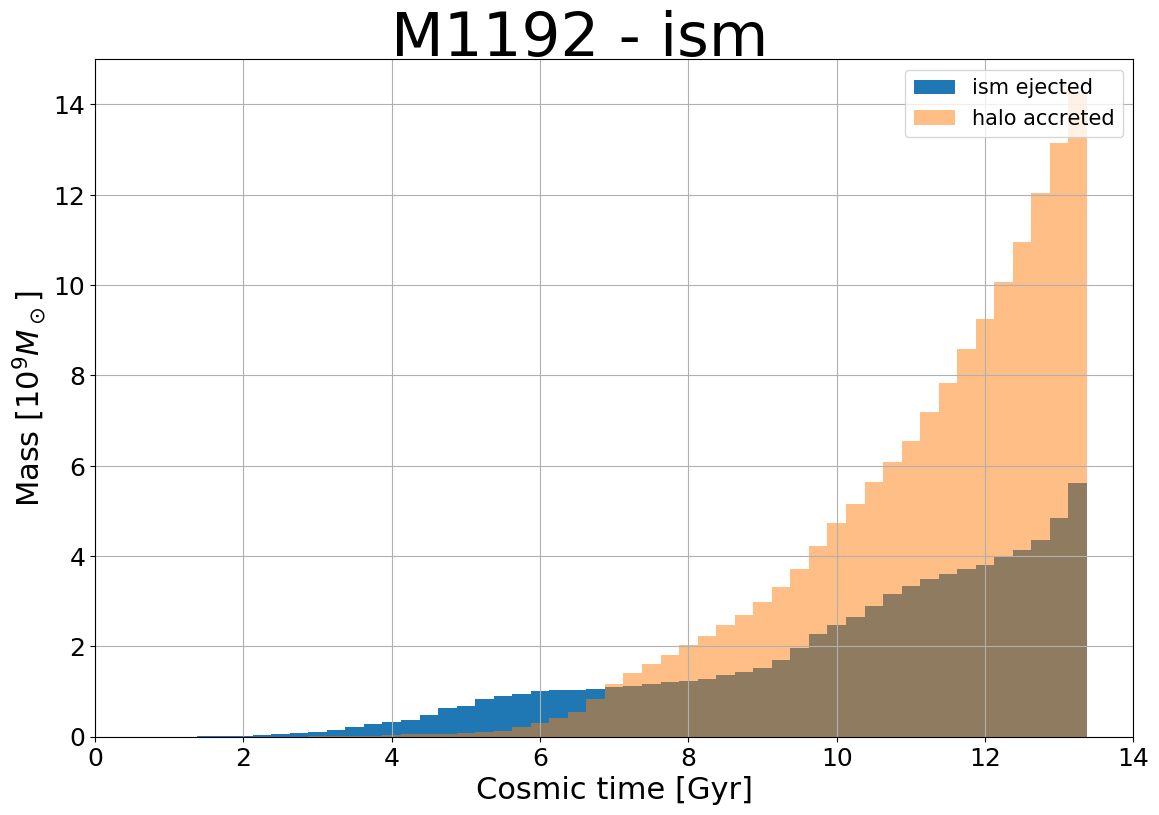 M1192 - ism
ism ejected
halo accreted
14
12
10
8
6
4
2
0
Mass [10⁹M⊙]
0 2 4 6 8 10 12 14
Cosmic time [Gyr]